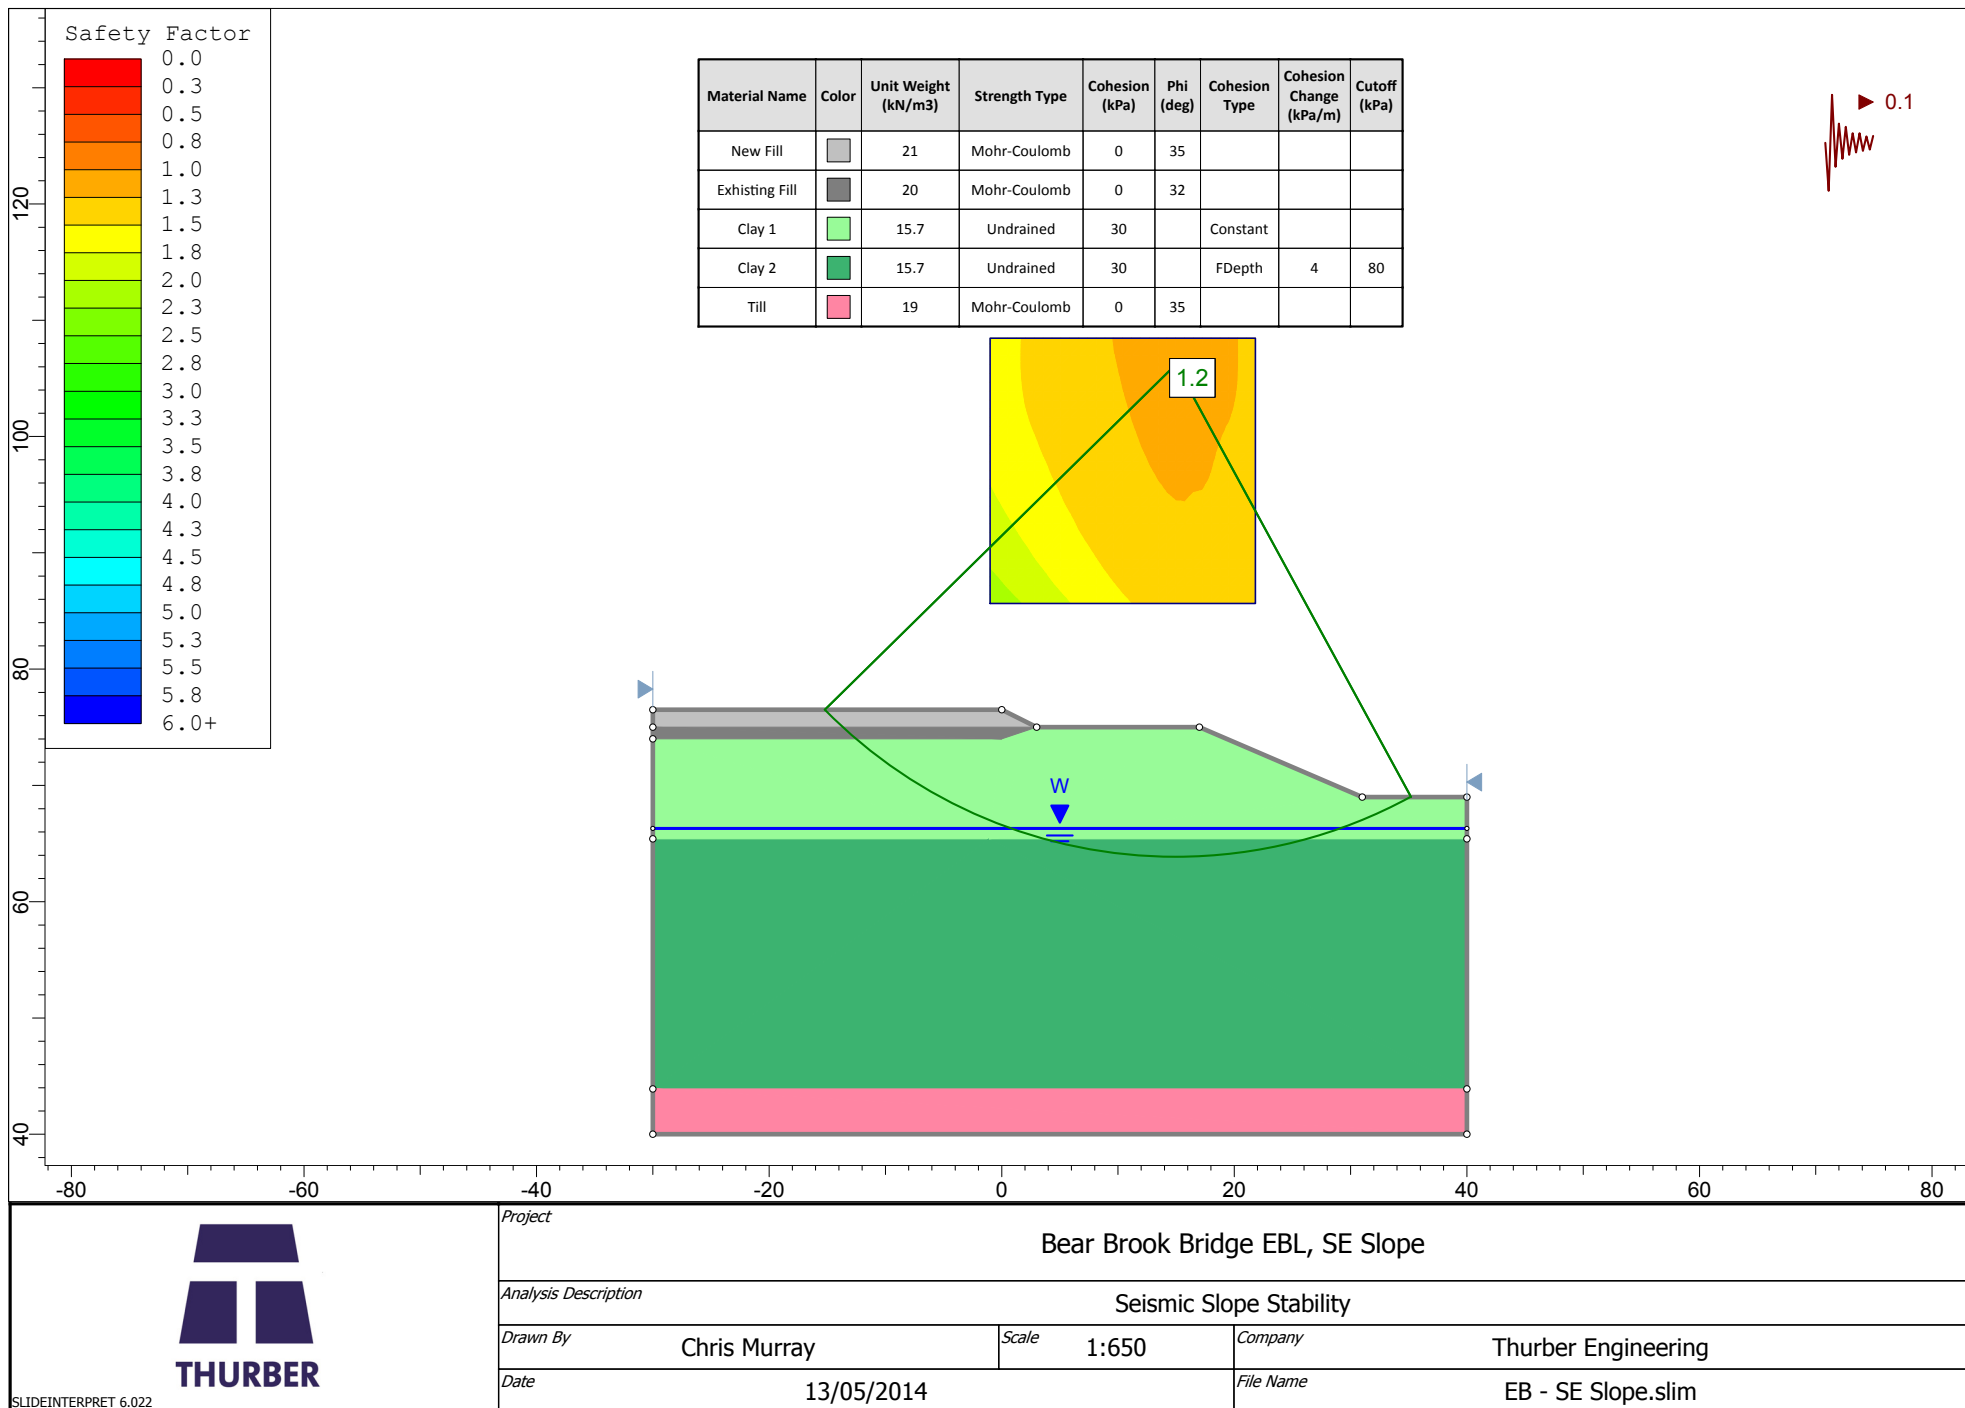 Safety Factor
0.0
0.3
0.5
0.8
1.0
1.3
1.5
1.8
2.0
2.3
2.5
2.8
3.0
3.3
3.5
3.8
4.0
4.3
4.5
4.8
5.0
5.3
5.5
5.8
6.0+
Material Name Color Unit Weight (kN/m3) Strength Type Cohesion (kPa) Phi (deg) Cohesion Type Cohesion Change (kPa/m) Cutoff (kPa)
New Fill 21 Mohr-Coulomb 0 35
Exhisting Fill 20 Mohr-Coulomb 0 32
Clay 1 15.7 Undrained 30 Constant
Clay 2 15.7 Undrained 30 FDepth 4 80
Till 19 Mohr-Coulomb 0 35
0.1
1.2
W
120
100
80
60
40
-80 -60 -40 -20 0 20 40 60 80
THURBER
SLIDEINTERPRET 6.022
Project
Bear Brook Bridge EBL, SE Slope
Analysis Description
Seismic Slope Stability
Drawn By Chris Murray Scale 1:650 Company Thurber Engineering
Date 13/05/2014 File Name EB - SE Slope.slim